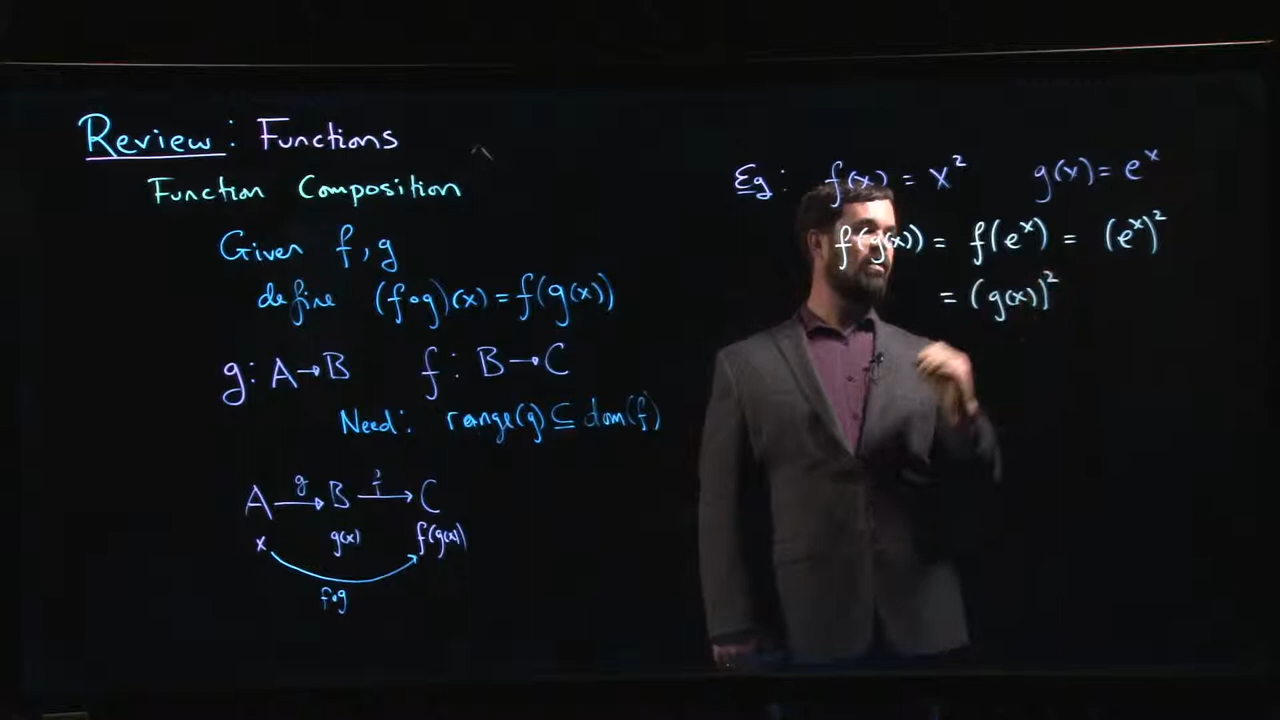 Review: Functions
Function Composition
Given f, g
define (f∘g)(x) = f(g(x))
g: A→B f: B→C
Need: range(g) ⊆ dom(f)
A →g B →f C
x g(x) f(g(x))
f∘g
Eg: f(x) = x² g(x) = eˣ
f(g(x)) = f(eˣ) = (eˣ)²
= (g(x))²